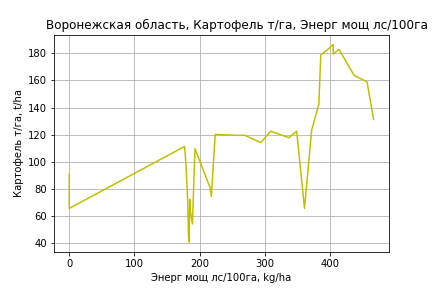 Воронежская область, Картофель т/га, Энерг мощ лс/100га
Картофель т/га, t/ha
180
160
140
120
100
80
60
40
0 100 200 300 400
Энерг мощ лс/100га, kg/ha